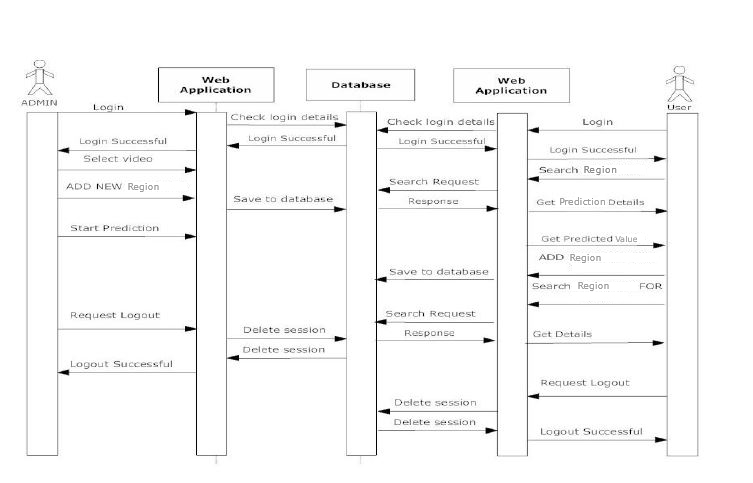 Web
Application
Database
Web
Application
ADMIN
User
Login
Check login details
Check login details
Login
Login Successful
Login Successful
Login Successful
Login Successful
Select video
Search Region
ADD NEW Region
Search Request
Save to database
Response
Get Prediction Details
Start Prediction
Get Predicted Value
ADD Region
Save to database
Search Region FOR
Request Logout
Search Request
Delete session
Response
Get Details
Delete session
Logout Successful
Request Logout
Delete session
Delete session
Logout Successful